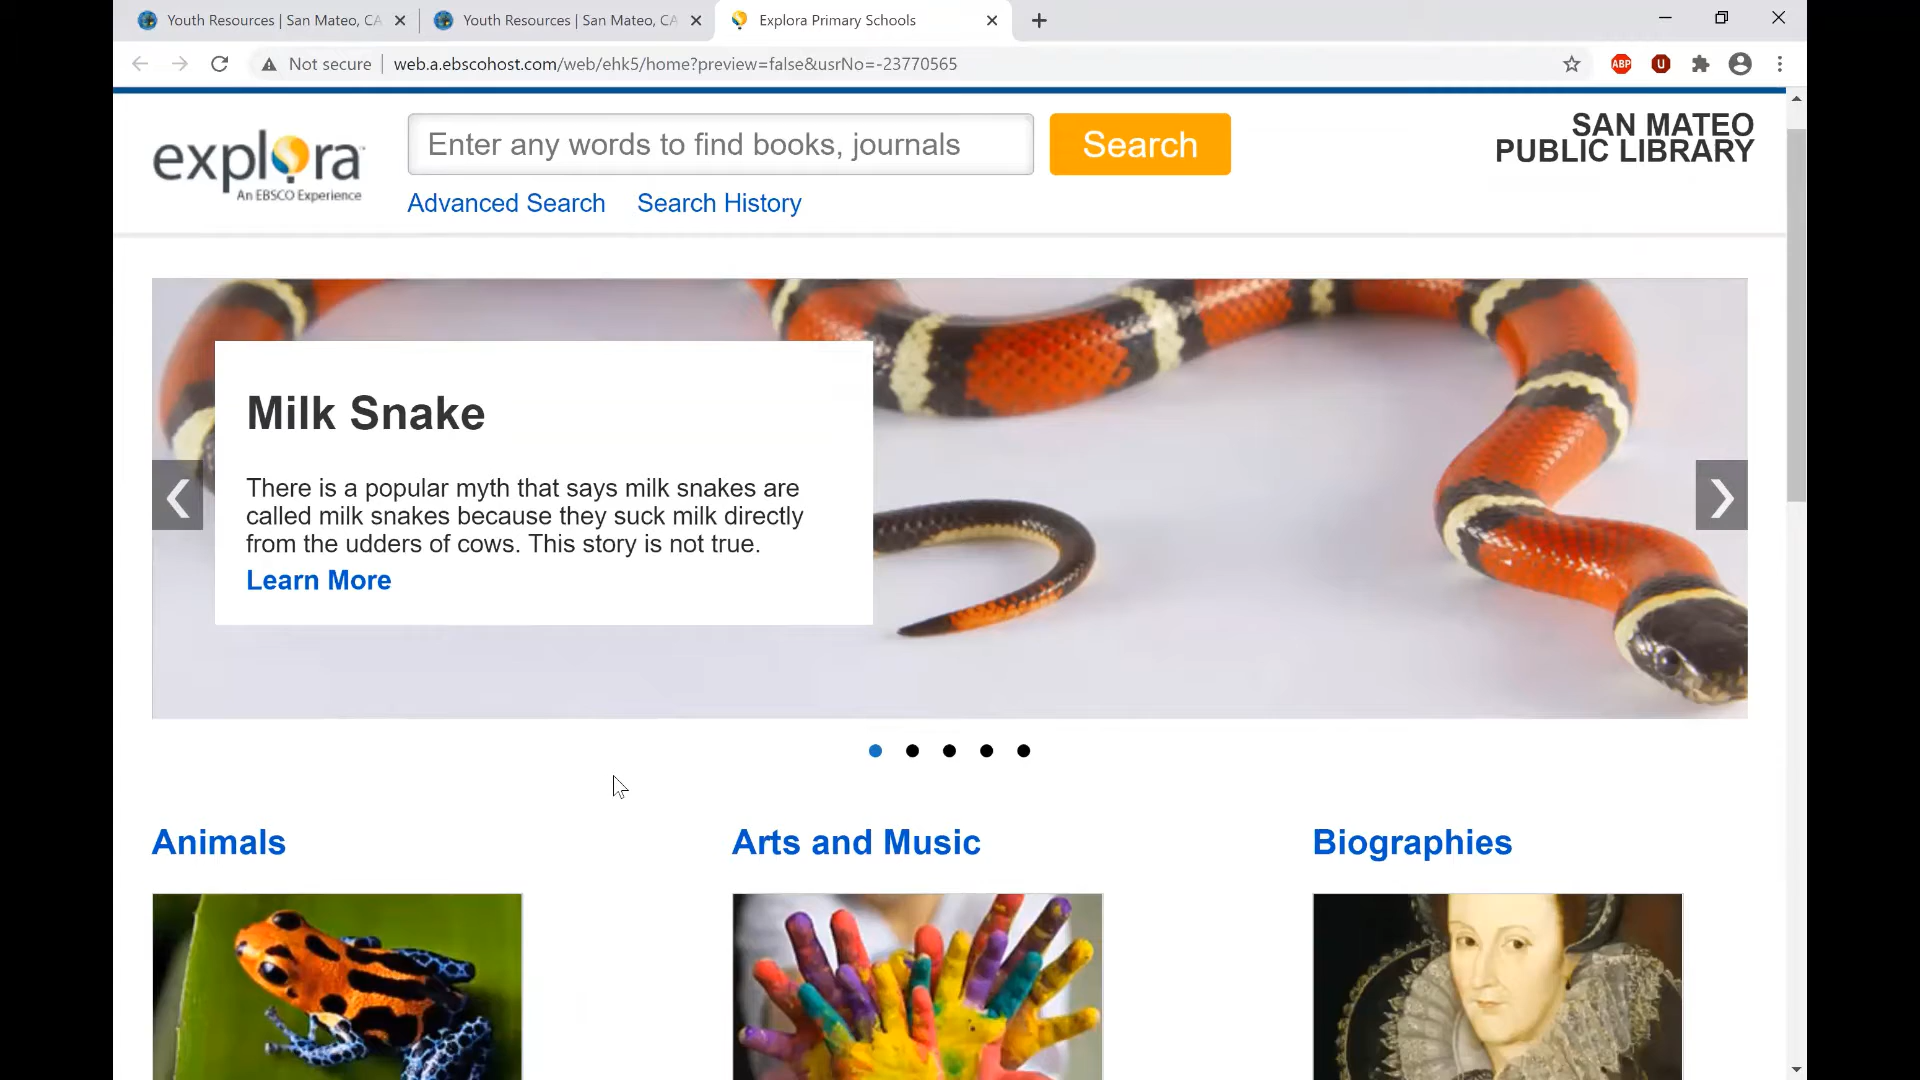 Youth Resources | San Mateo, CA
Youth Resources | San Mateo, CA
Explora Primary Schools
Not secure
web.a.ebscohost.com/web/ehk5/home?preview=false&usrNo=-23770565
ABP
U
explora
An EBSCO Experience
Enter any words to find books, journals
Search
Advanced Search
Search History
SAN MATEO
PUBLIC LIBRARY
Milk Snake
There is a popular myth that says milk snakes are
called milk snakes because they suck milk directly
from the udders of cows. This story is not true.
Learn More
Animals
Arts and Music
Biographies